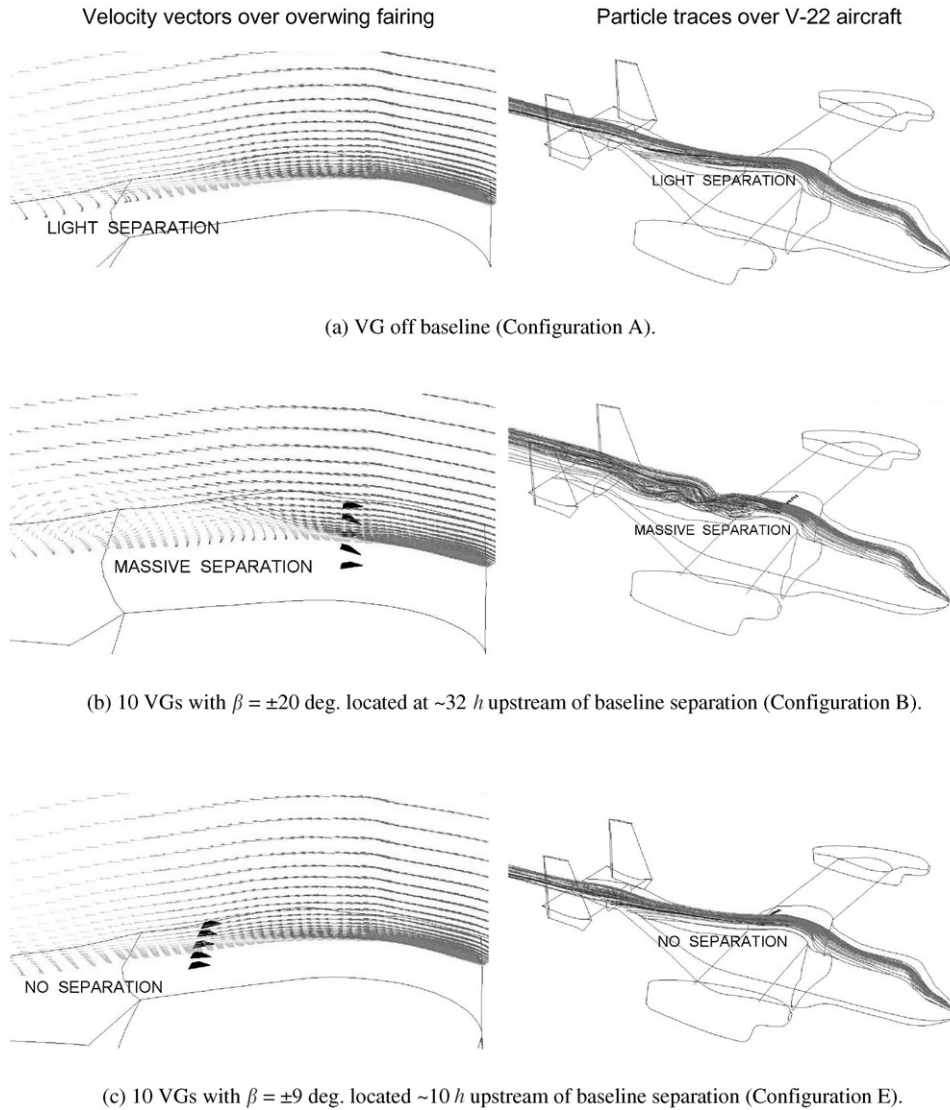 Velocity vectors over overwing fairing
Particle traces over V-22 aircraft
LIGHT SEPARATION
LIGHT SEPARATION
(a) VG off baseline (Configuration A).
MASSIVE SEPARATION
MASSIVE SEPARATION
(b) 10 VGs with β = ±20 deg. located at ~32 h upstream of baseline separation (Configuration B).
NO SEPARATION
NO SEPARATION
(c) 10 VGs with β = ±9 deg. located ~10 h upstream of baseline separation (Configuration E).